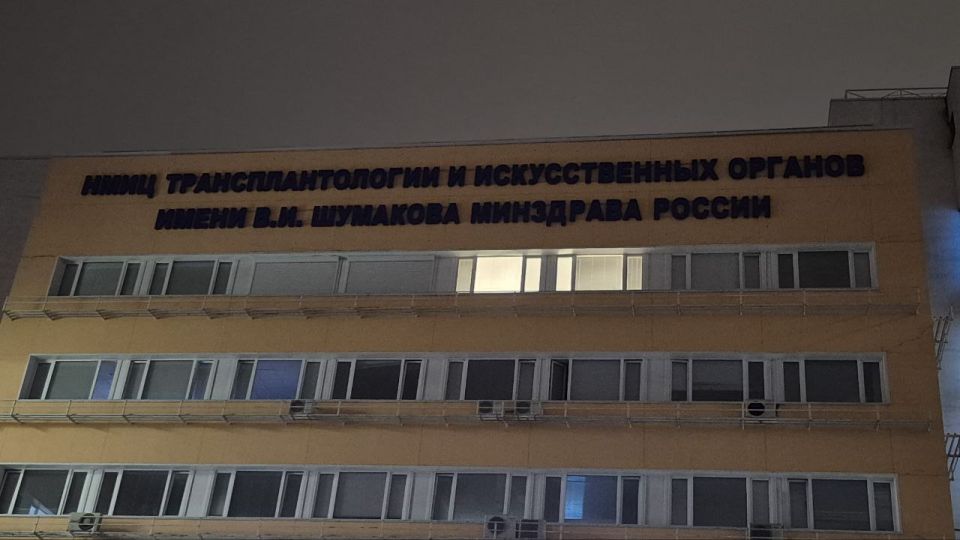 НМИЦ ТРАНСПЛАНТОЛОГИИ И ИСКУССТВЕННЫХ ОРГАНОВ
ИМЕНИ В.И. ШУМАКОВА МИНЗДРАВА РОССИИ